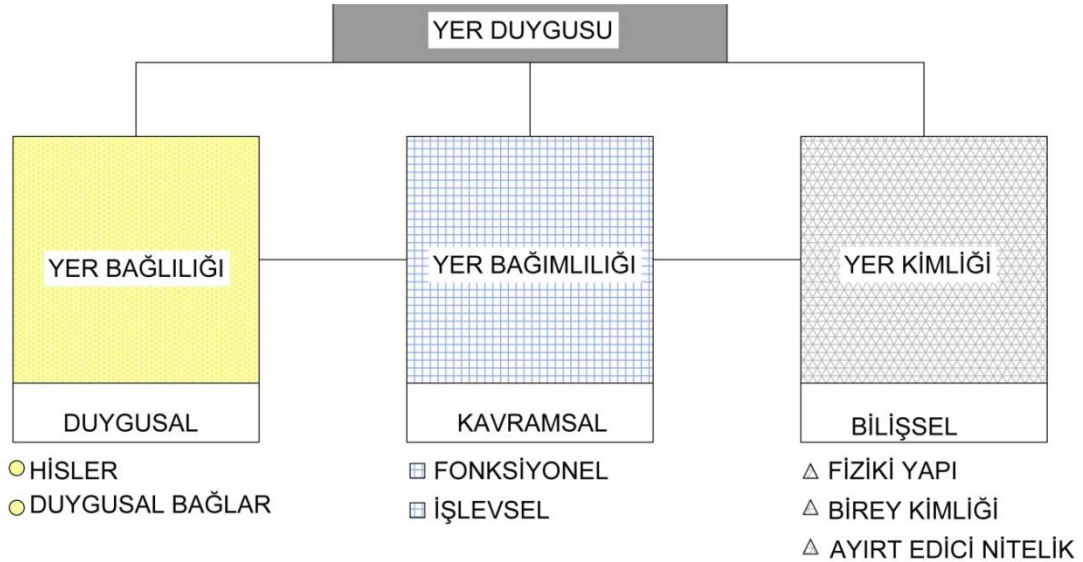 YER DUYGUSU
YER BAĞLILIĞI
YER BAĞIMLILIĞI
YER KİMLİĞİ
DUYGUSAL
KAVRAMSAL
BİLİŞSEL
HİSLER
DUYGUSAL BAĞLAR
FONKSİYONEL
İŞLEVSEL
FİZİKİ YAPI
BİREY KİMLİĞİ
AYIRT EDİCİ NİTELİK